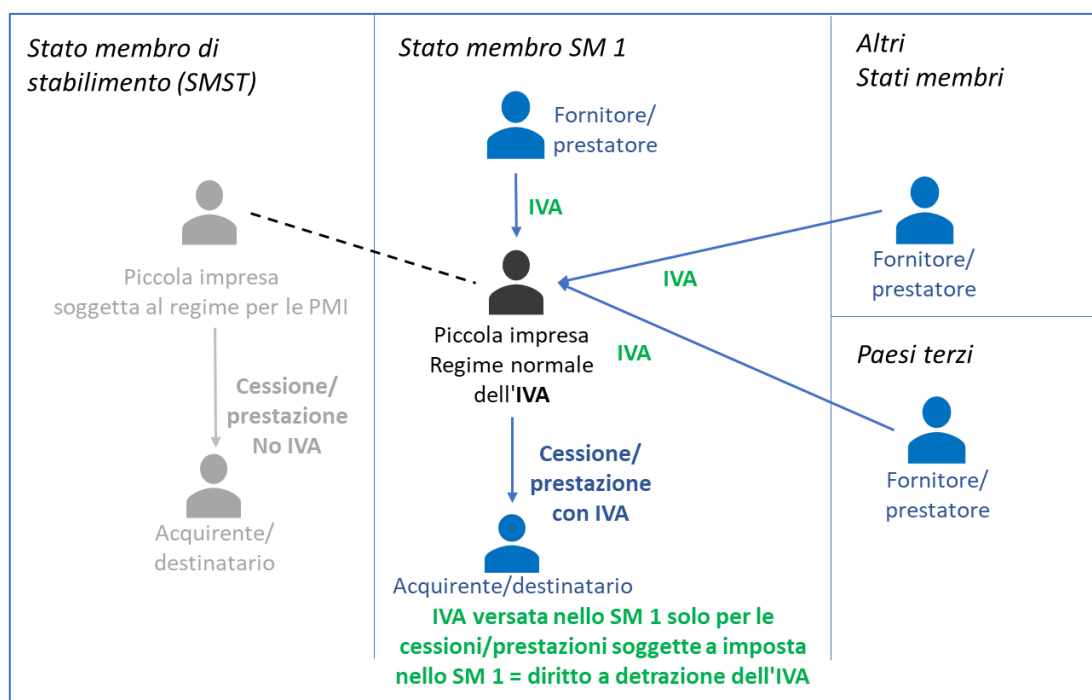 Stato membro di
stabilimento (SMST)
Piccola impresa
soggetta al regime per le PMI
Cessione/
prestazione
No IVA
Acquirente/
destinatario
Stato membro SM 1
Fornitore/
prestatore
IVA
Piccola impresa
Regime normale
dell'IVA
Cessione/
prestazione
con IVA
Acquirente/destinatario
IVA versata nello SM 1 solo per le
cessioni/prestazioni soggette a imposta
nello SM 1 = diritto a detrazione dell'IVA
Altri
Stati membri
Fornitore/
prestatore
IVA
Paesi terzi
IVA
Fornitore/
prestatore